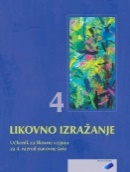 4
LIKOVNO IZRAŽANJE
Učbenik za likovno vzgojo
za 4. razred osnovne šole